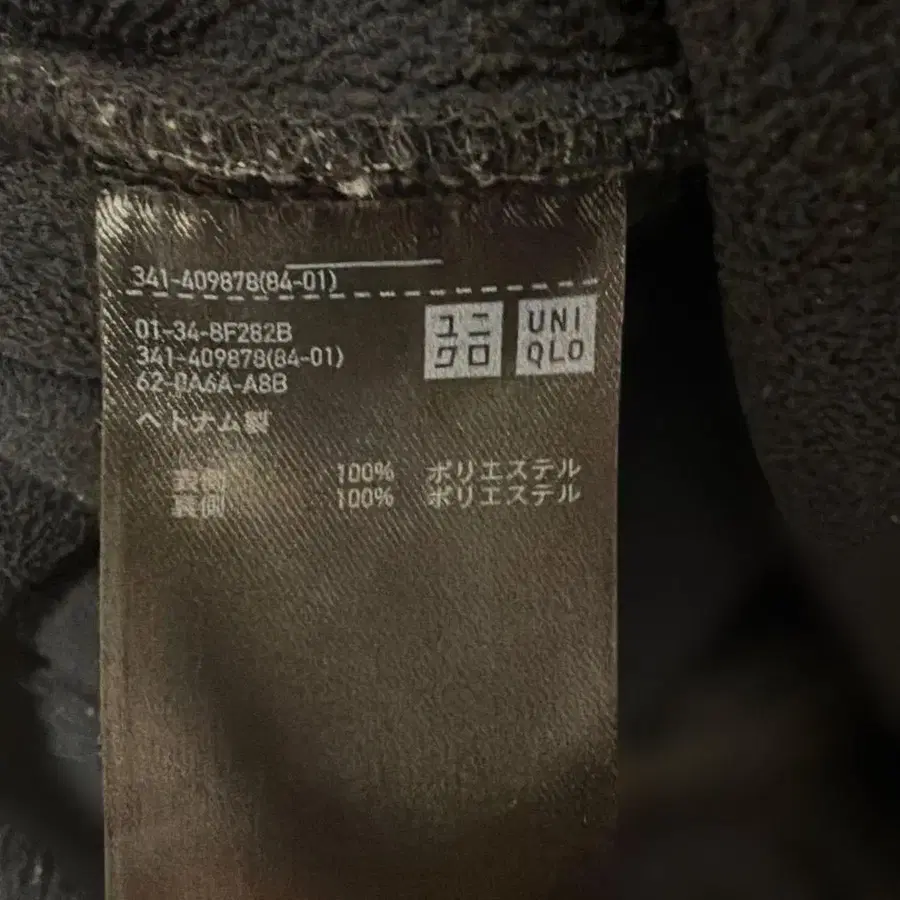 341-409878(84-01)
01-34-8F282B
341-409878(84-01)
62-0A6A-A8B
ユニ
クロ
UNI
QLO
ベトナム製
表側 100% ポリエステル
裏側 100% ポリエステル